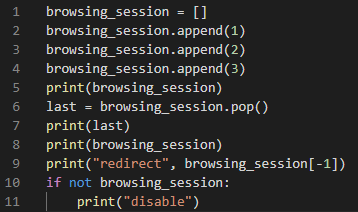 1 browsing_session = []
2 browsing_session.append(1)
3 browsing_session.append(2)
4 browsing_session.append(3)
5 print(browsing_session)
6 last = browsing_session.pop()
7 print(last)
8 print(browsing_session)
9 print("redirect", browsing_session[-1])
10 if not browsing_session:
11     print("disable")